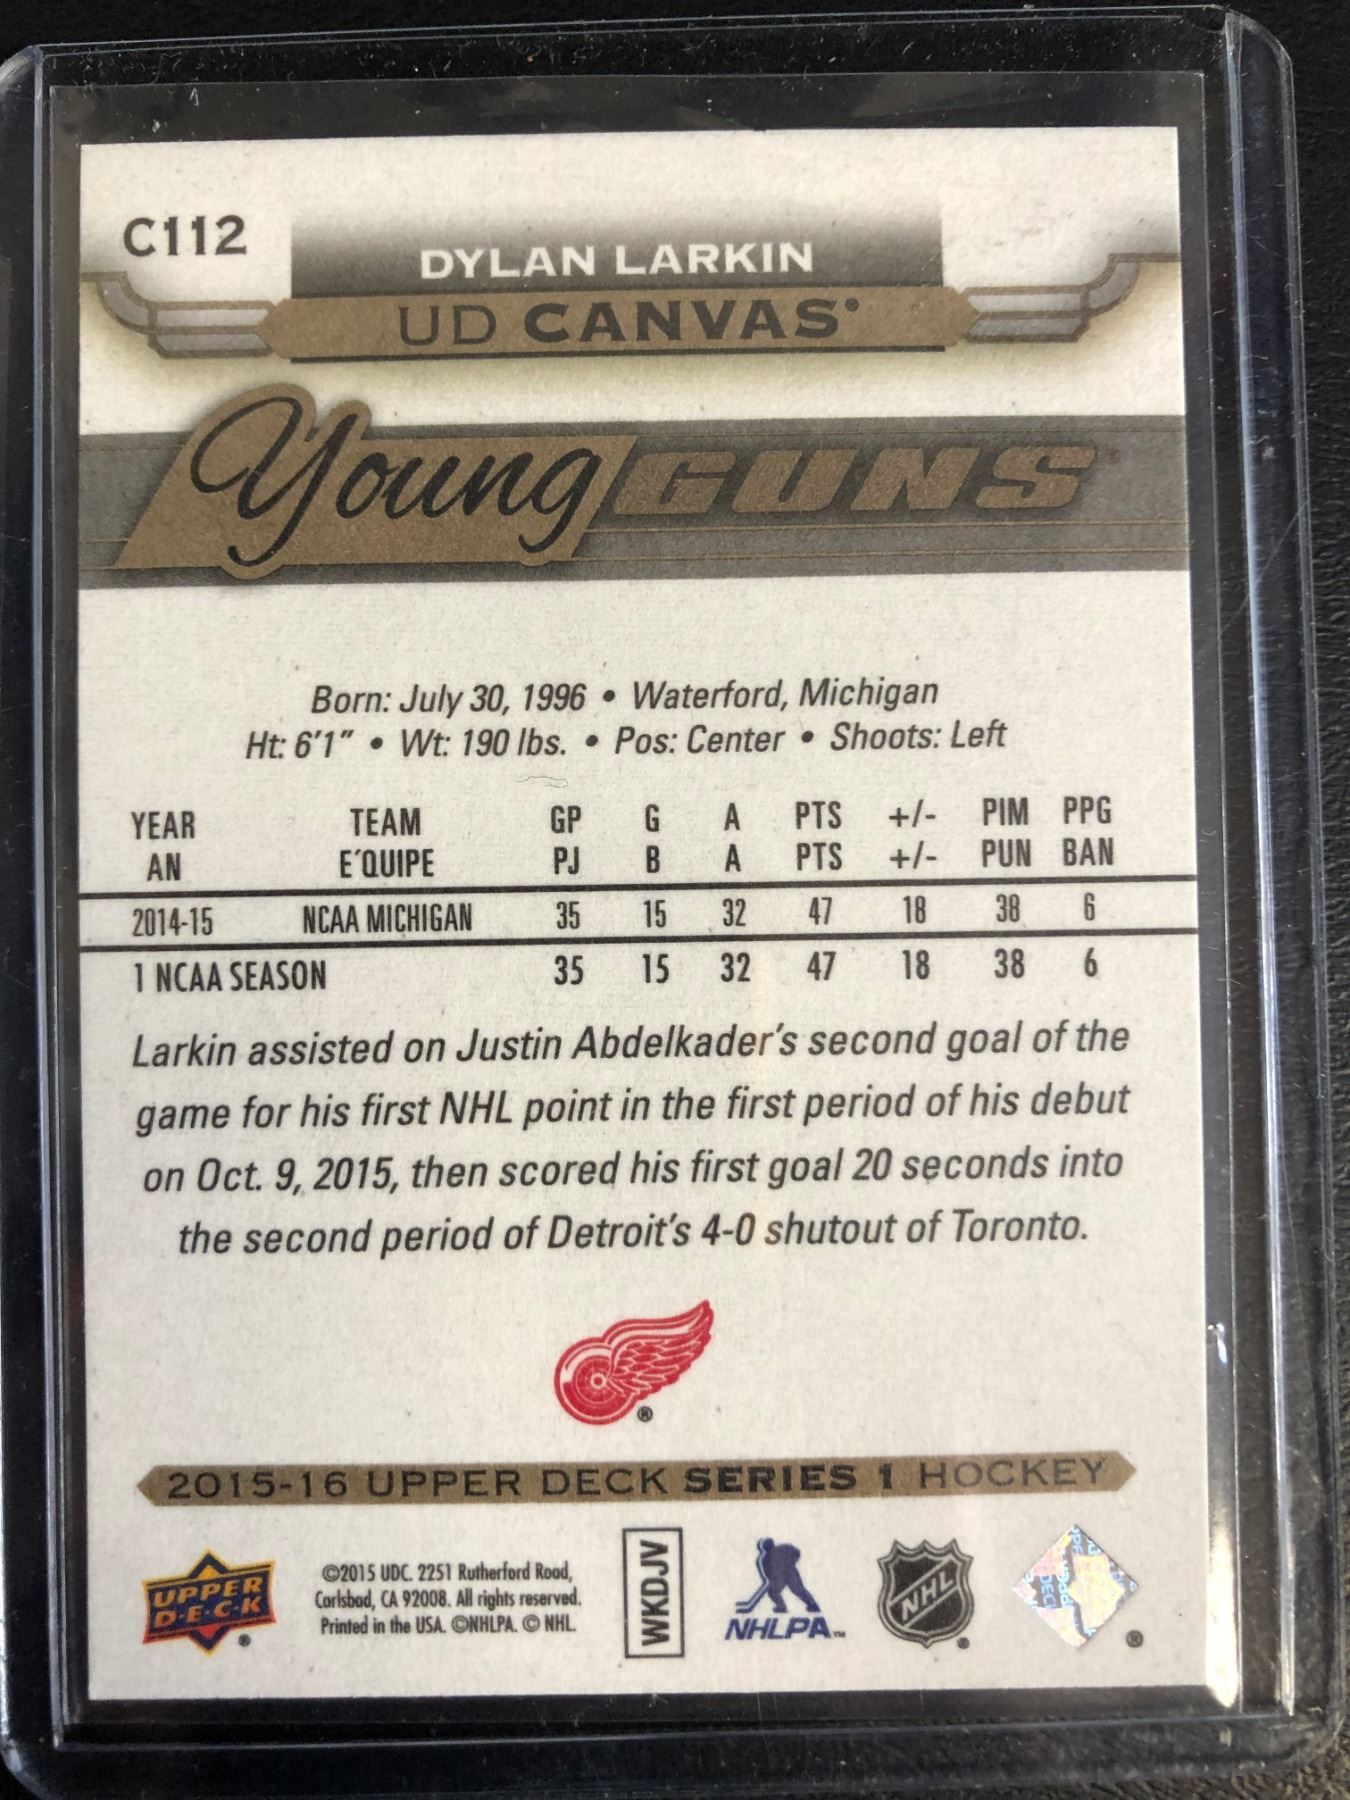 C112
DYLAN LARKIN
UD CANVAS
Young GUNS
Born: July 30, 1996 • Waterford, Michigan
Ht: 6'1" • Wt: 190 lbs. • Pos: Center • Shoots: Left
YEAR TEAM GP G A PTS +/- PIM PPG
AN E´QUIPE PJ B A PTS +/- PUN BAN
2014-15 NCAA MICHIGAN 35 15 32 47 18 38 6
1 NCAA SEASON 35 15 32 47 18 38 6
Larkin assisted on Justin Abdelkader's second goal of the
game for his first NHL point in the first period of his debut
on Oct. 9, 2015, then scored his first goal 20 seconds into
the second period of Detroit's 4-0 shutout of Toronto.
®
2015-16 UPPER DECK SERIES 1 HOCKEY
UPPER
D·E·C·K
®
©2015 UDC. 2251 Rutherford Road,
Carlsbad, CA 92008. All rights reserved.
Printed in the USA. ©NHLPA. © NHL.
WKDJV
NHLPA™
NHL
®
®